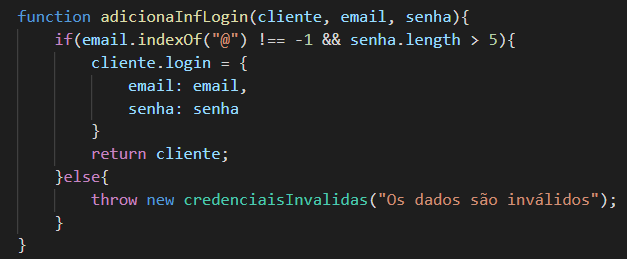 function adicionaInfLogin(cliente, email, senha){
if(email.indexOf("@") !== -1 && senha.length > 5){
cliente.login = {
email: email,
senha: senha
}
return cliente;
}else{
throw new credenciaisInvalidas("Os dados são inválidos");
}
}